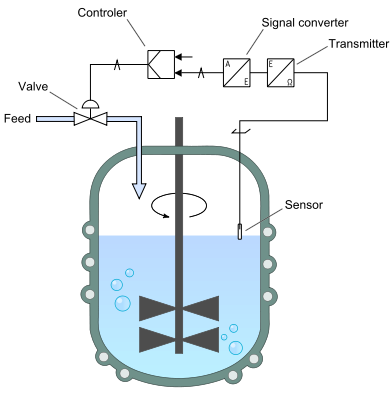 Controler
Signal converter
Transmitter
A
E
E
Ω
Valve
Feed
Sensor